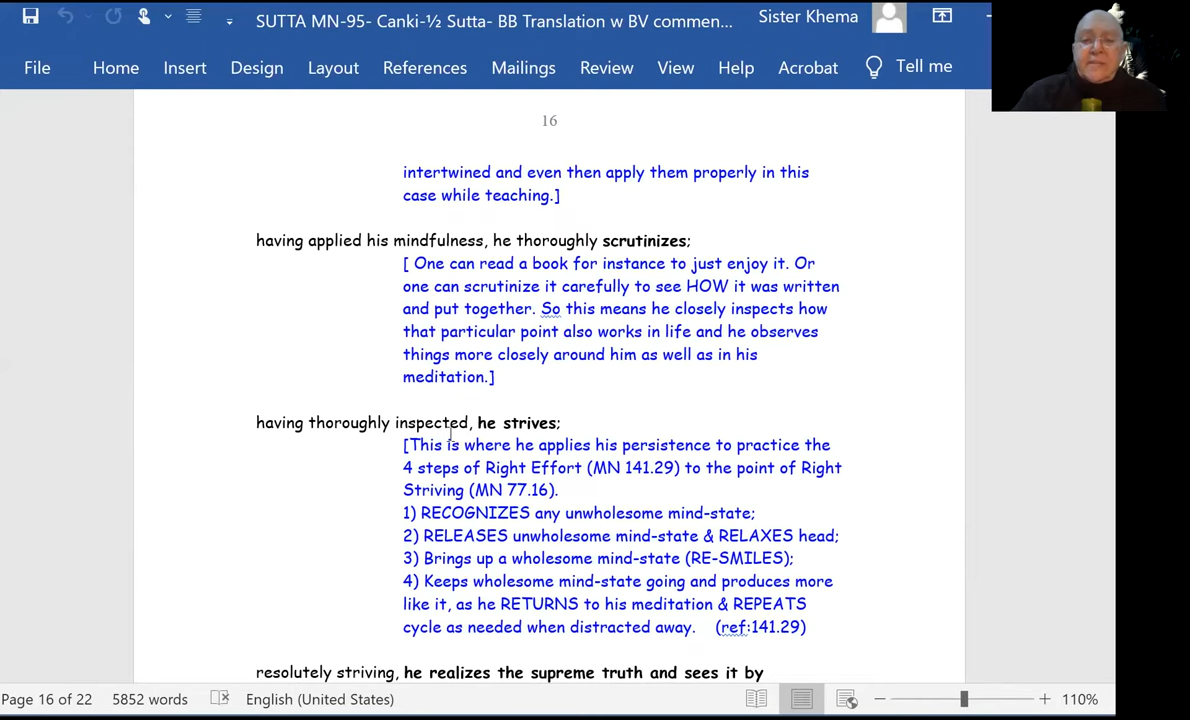 SUTTA MN-95- Canki-½ Sutta- BB Translation w BV commen...
Sister Khema
File Home Insert Design Layout References Mailings Review View Help Acrobat Tell me
16
intertwined and even then apply them properly in this
case while teaching.]
having applied his mindfulness, he thoroughly scrutinizes;
[ One can read a book for instance to just enjoy it. Or
one can scrutinize it carefully to see HOW it was written
and put together. So this means he closely inspects how
that particular point also works in life and he observes
things more closely around him as well as in his
meditation.]
having thoroughly inspected, he strives;
[This is where he applies his persistence to practice the
4 steps of Right Effort (MN 141.29) to the point of Right
Striving (MN 77.16).
1) RECOGNIZES any unwholesome mind-state;
2) RELEASES unwholesome mind-state & RELAXES head;
3) Brings up a wholesome mind-state (RE-SMILES);
4) Keeps wholesome mind-state going and produces more
like it, as he RETURNS to his meditation & REPEATS
cycle as needed when distracted away. (ref:141.29)
resolutely striving, he realizes the supreme truth and sees it by
Page 16 of 22 5852 words English (United States) 110%